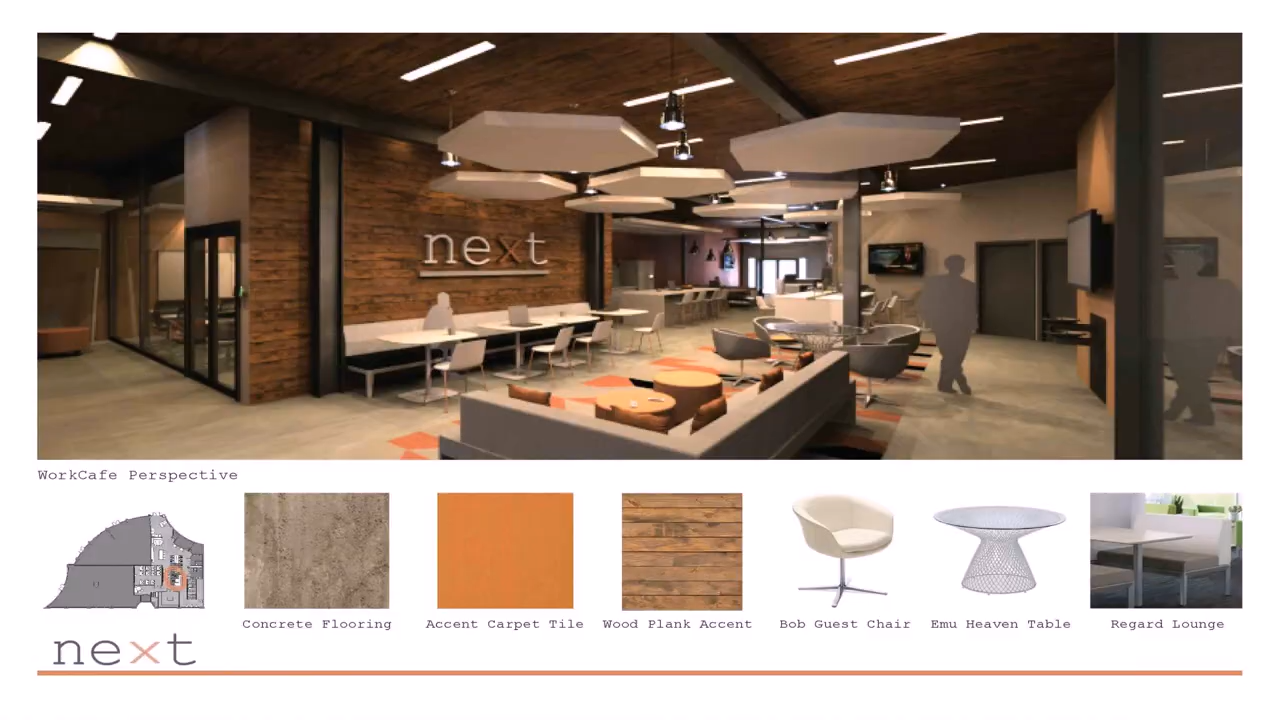 next
WorkCafe Perspective
Concrete Flooring
Accent Carpet Tile
Wood Plank Accent
Bob Guest Chair
Emu Heaven Table
Regard Lounge
next